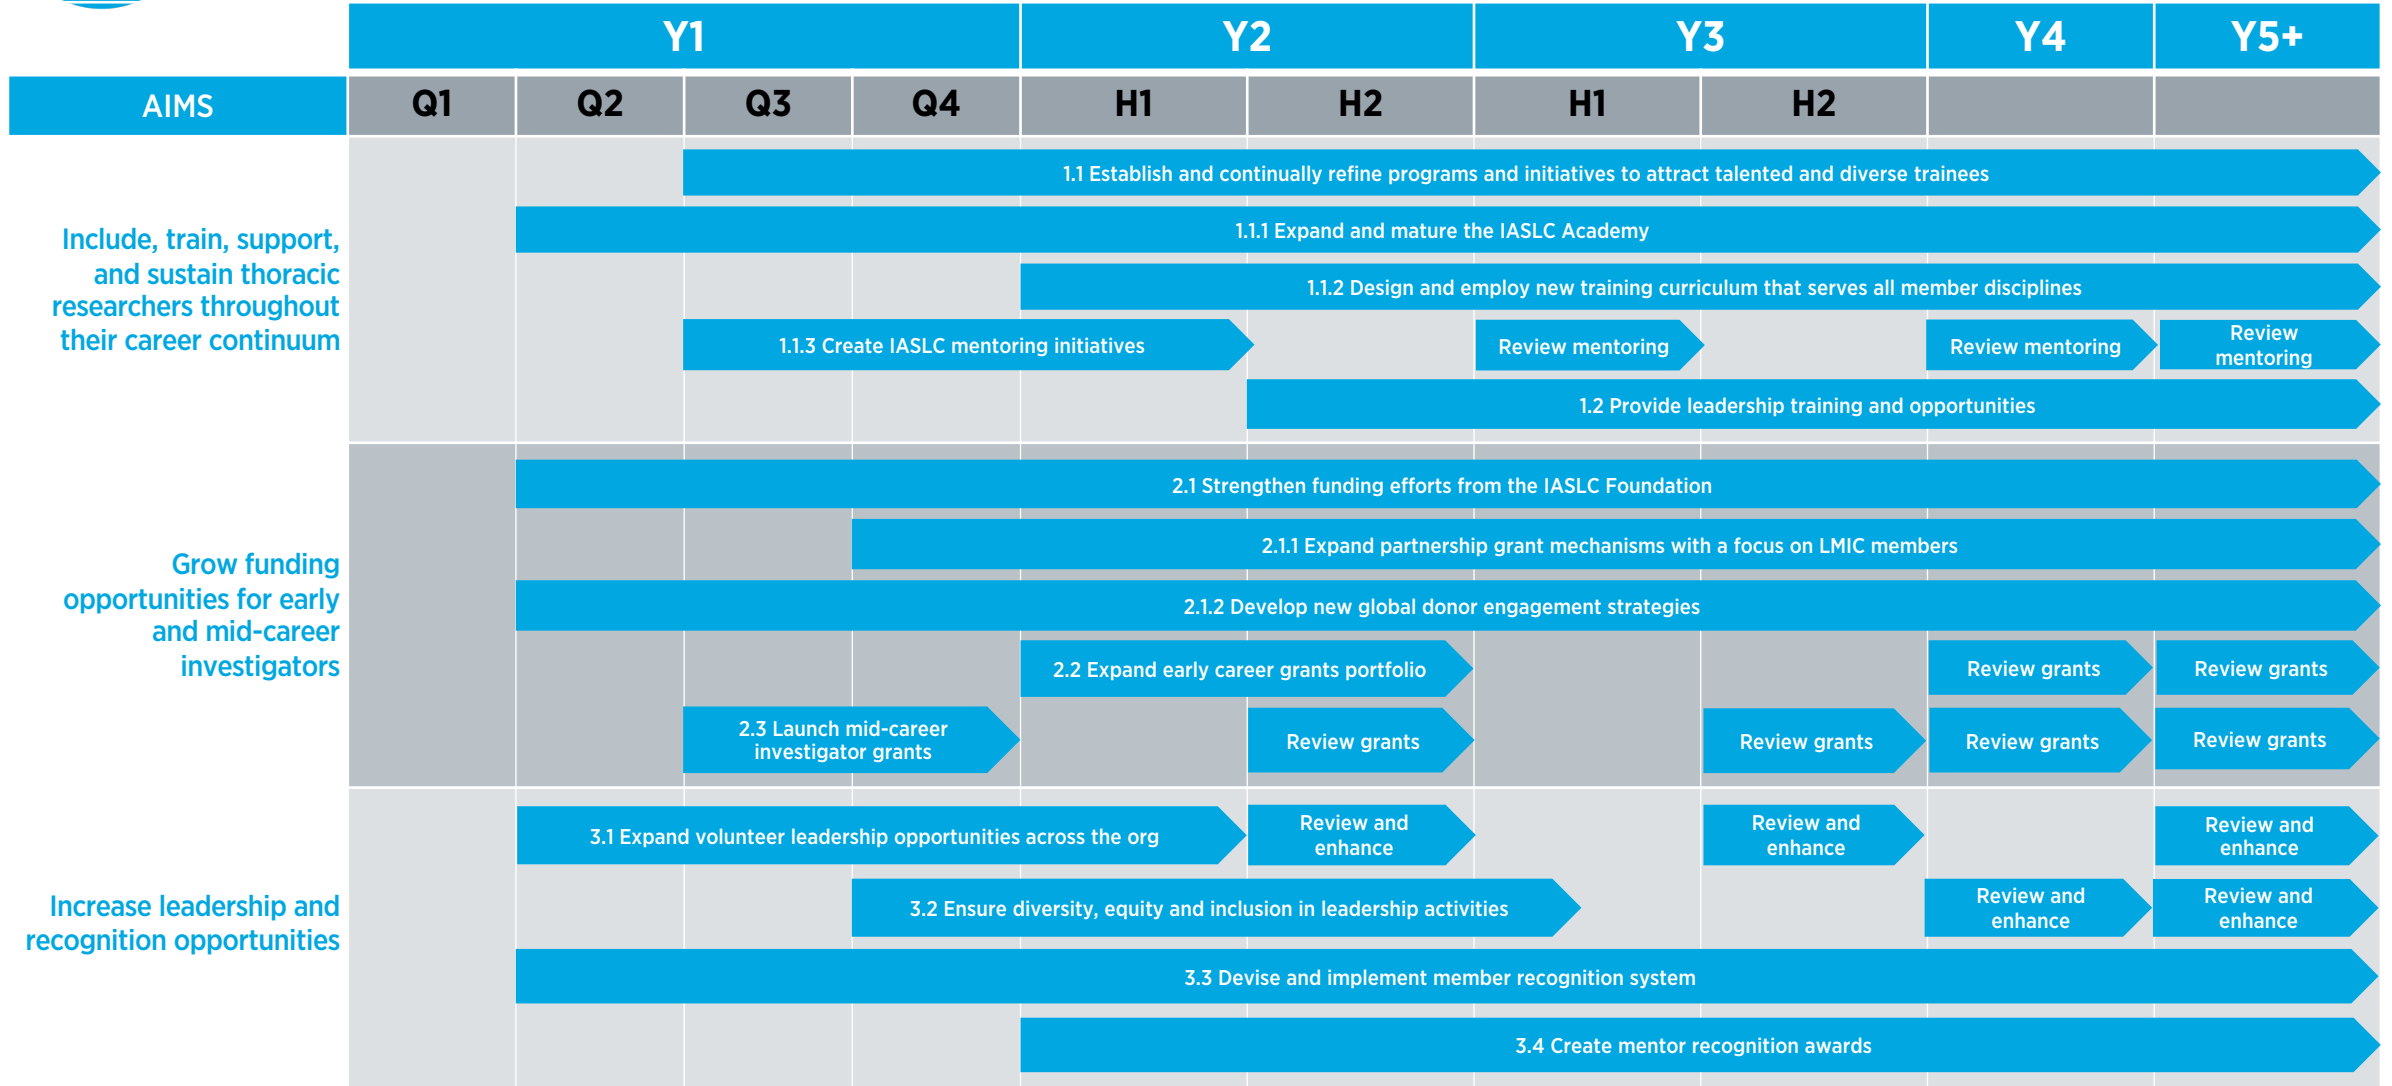 Y1 Y2 Y3 Y4 Y5+
AIMS Q1 Q2 Q3 Q4 H1 H2 H1 H2
Include, train, support,
and sustain thoracic
researchers throughout
their career continuum
1.1 Establish and continually refine programs and initiatives to attract talented and diverse trainees
1.1.1 Expand and mature the IASLC Academy
1.1.2 Design and employ new training curriculum that serves all member disciplines
1.1.3 Create IASLC mentoring initiatives
Review mentoring
Review mentoring
Review
mentoring
1.2 Provide leadership training and opportunities
Grow funding
opportunities for early
and mid-career
investigators
2.1 Strengthen funding efforts from the IASLC Foundation
2.1.1 Expand partnership grant mechanisms with a focus on LMIC members
2.1.2 Develop new global donor engagement strategies
2.2 Expand early career grants portfolio
Review grants
Review grants
2.3 Launch mid-career
investigator grants
Review grants
Review grants
Review grants
Review grants
Increase leadership and
recognition opportunities
3.1 Expand volunteer leadership opportunities across the org
Review and
enhance
Review and
enhance
Review and
enhance
3.2 Ensure diversity, equity and inclusion in leadership activities
Review and
enhance
Review and
enhance
3.3 Devise and implement member recognition system
3.4 Create mentor recognition awards